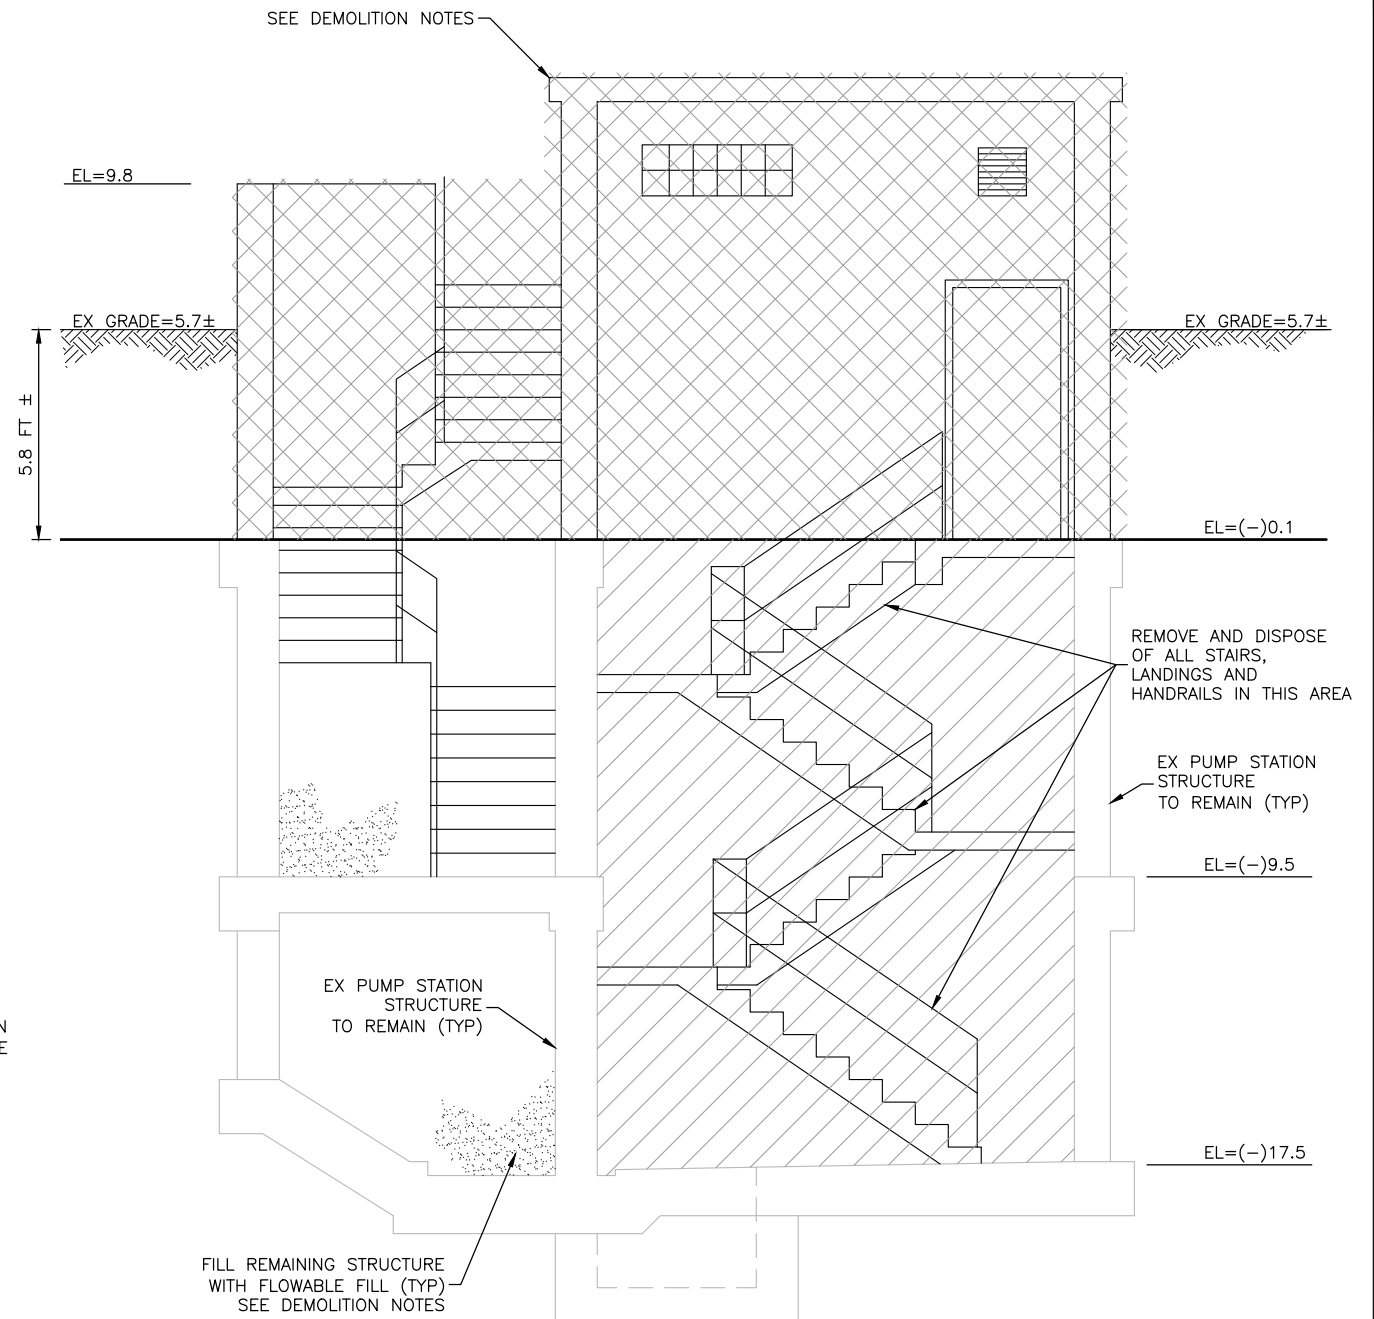 SEE DEMOLITION NOTES
EL=9.8
EX GRADE=5.7±
EX GRADE=5.7±
5.8 FT ±
EL=(-)0.1
REMOVE AND DISPOSE
OF ALL STAIRS,
LANDINGS AND
HANDRAILS IN THIS AREA
EX PUMP STATION
STRUCTURE
TO REMAIN (TYP)
EL=(-)9.5
EX PUMP STATION
STRUCTURE
TO REMAIN (TYP)
N
E
EL=(-)17.5
FILL REMAINING STRUCTURE
WITH FLOWABLE FILL (TYP)
SEE DEMOLITION NOTES